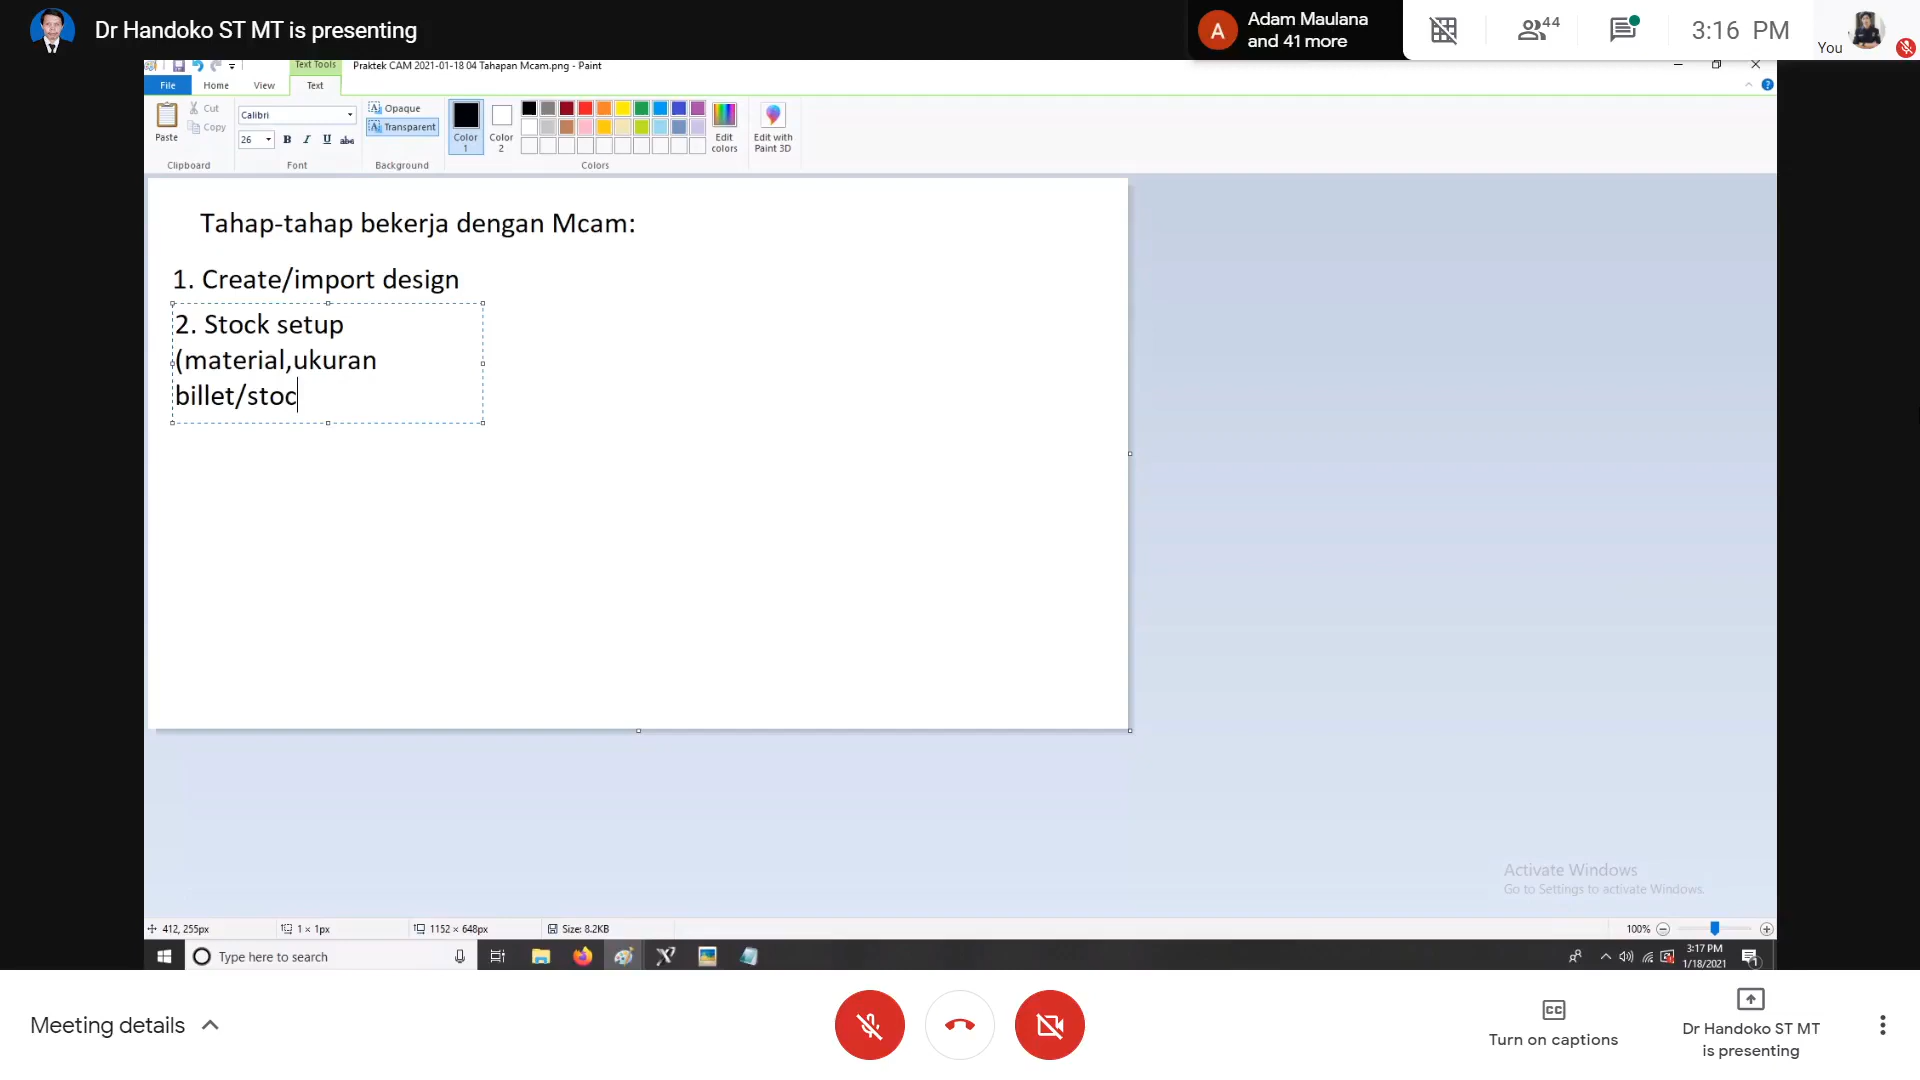 Dr Handoko ST MT is presenting
A
Adam Maulana
and 41 more
44
3:16 PM
You
Text Tools
Praktek CAM 2021-01-18 04 Tahapan Mcam.png - Paint
File
Home
View
Text
Paste
Cut
Copy
Clipboard
Calibri
26
B I U abc
Font
Opaque
Transparent
Background
Color
1
Color
2
Edit
colors
Colors
Edit with
Paint 3D
Tahap-tahap bekerja dengan Mcam:
1. Create/import design
2. Stock setup
(material,ukuran
billet/stoc
Activate Windows
Go to Settings to activate Windows.
412, 255px
1 × 1px
1152 × 648px
Size: 8.2KB
100%
Type here to search
3:17 PM
1/18/2021
1
Meeting details
CC
Turn on captions
Dr Handoko ST MT
is presenting